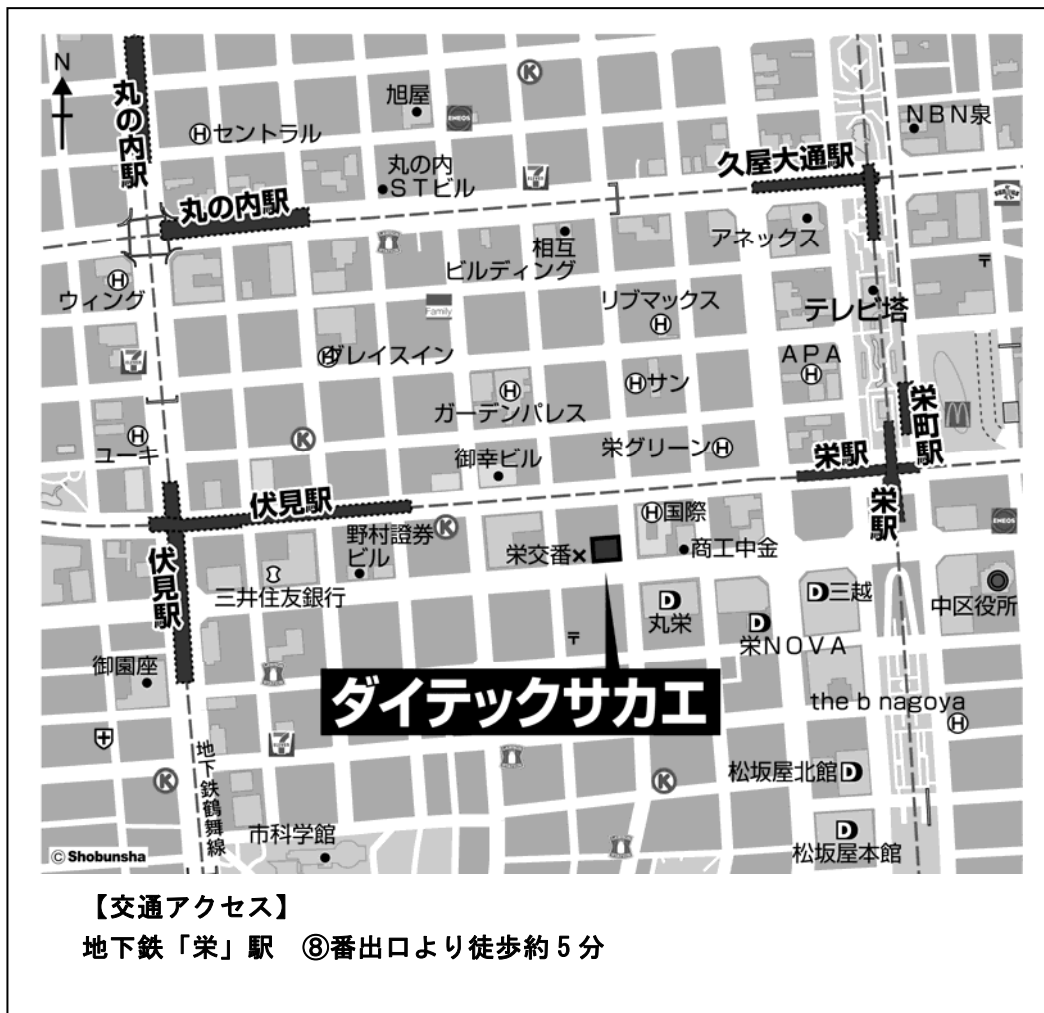 N
丸の内駅
Ⓚ
旭屋
ENEOS
NBN泉
Ⓗセントラル
丸の内
STビル
久屋大通駅
丸の内駅
アネックス
相互
ビルディング
〒
Ⓗ
ウィング
リブマックス
Ⓗ
テレビ塔
Family
Ⓗグレイスイン
APA
Ⓗ
Ⓗサン
Ⓗ
ガーデンパレス
栄町駅
Ⓗ
ユーキ
Ⓚ
栄グリーンⒽ
御幸ビル
栄駅
伏見駅
栄駅
Ⓗ国際
ENEOS
Ⓚ
野村證券
ビル
栄交番×
商工中金
伏見駅
三井住友銀行
D
丸栄
D三越
中区役所
D
栄NOVA
〒
御園座
ダイテックサカエ
the b nagoya
Ⓗ
地下鉄鶴舞線
Ⓚ
Ⓚ
松坂屋北館D
市科学館
D
松坂屋本館
© Shobunsha
【交通アクセス】
地下鉄「栄」駅　⑧番出口より徒歩約5分